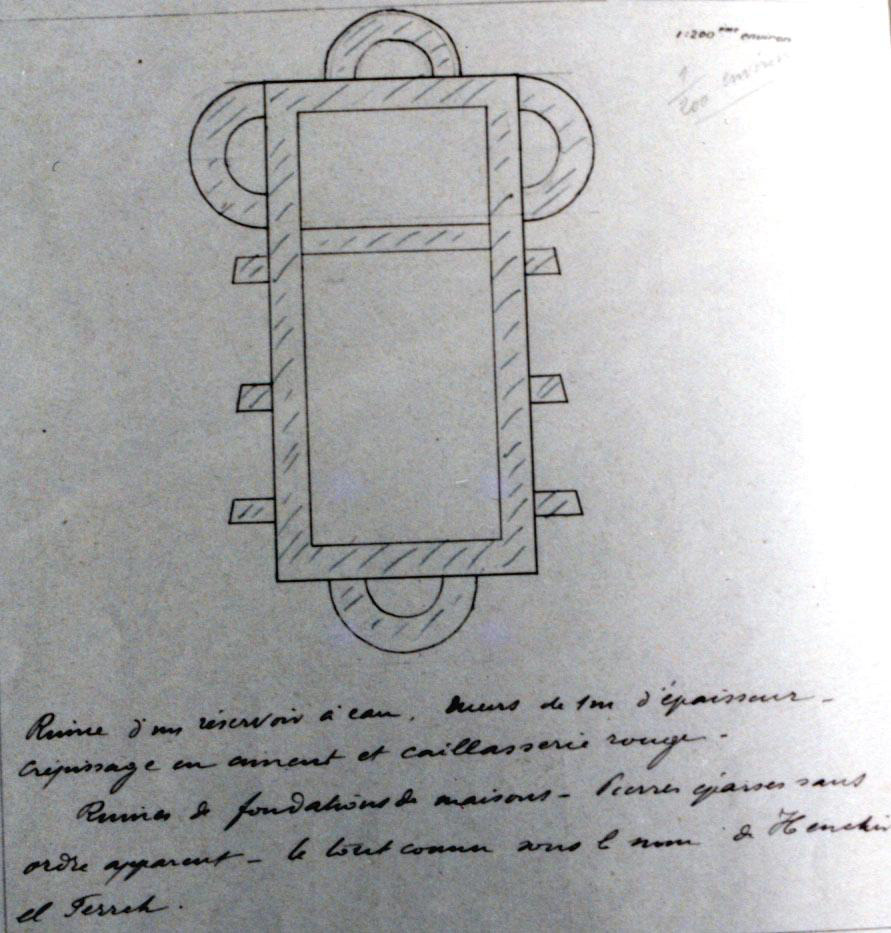 1:200 ème environ
1
200 environ
Ruine d'un réservoir à eau. Murs de 1m d'épaisseur -
crépissage en ciment et caillasserie rouge -
Ruines de fondations de maisons - Pierres éparses sans
ordre apparent - le tout connu sous le nom de Henchir
el Ferreh.